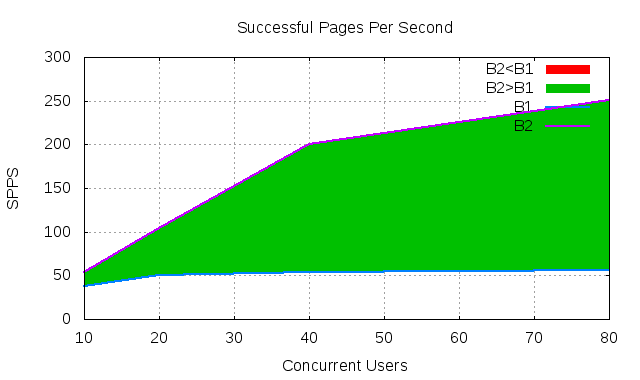 Successful Pages Per Second
300
250
200
150
100
50
0
SPPS
B2<B1
B2>B1
B1
B2
10 20 30 40 50 60 70 80
Concurrent Users